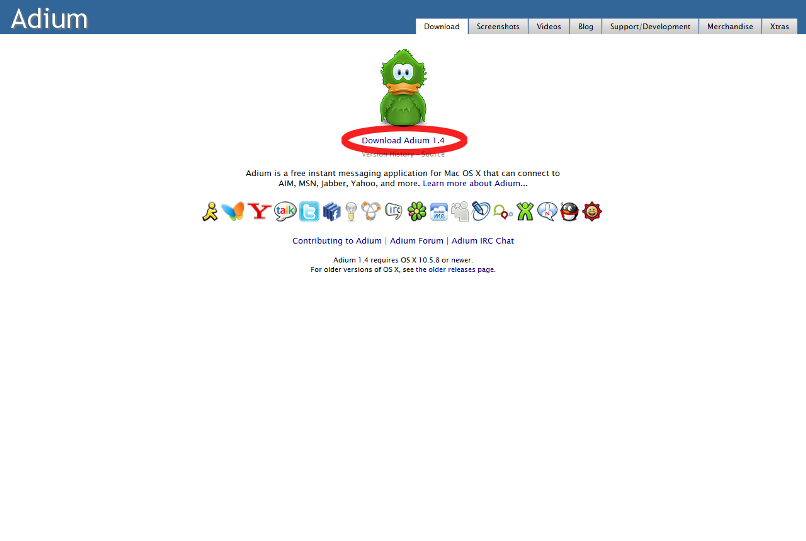 Adium
Download Screenshots Videos Blog Support/Development Merchandise Xtras
Download Adium 1.4
Version History - Source
Adium is a free instant messaging application for Mac OS X that can connect to
AIM, MSN, Jabber, Yahoo, and more. Learn more about Adium...
talk
irc
Contributing to Adium | Adium Forum | Adium IRC Chat
Adium 1.4 requires OS X 10.5.8 or newer.
For older versions of OS X, see the older releases page.